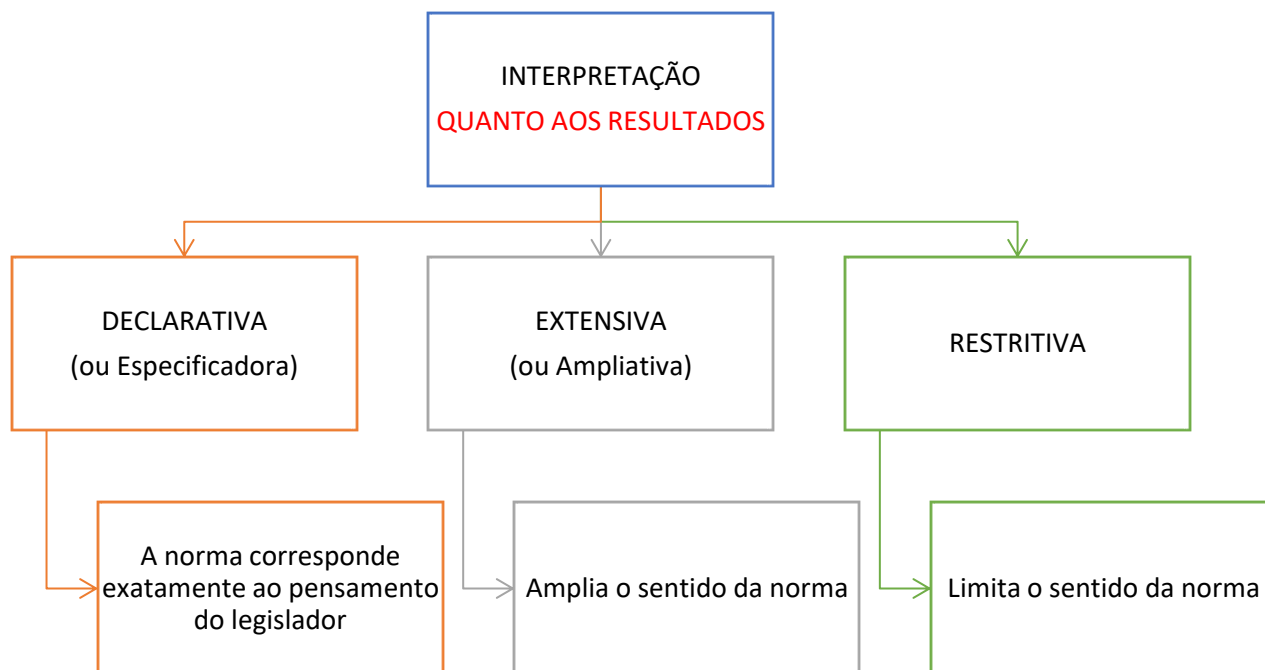 INTERPRETAÇÃO
QUANTO AOS RESULTADOS
DECLARATIVA
(ou Especificadora)
EXTENSIVA
(ou Ampliativa)
RESTRITIVA
A norma corresponde
exatamente ao pensamento
do legislador
Amplia o sentido da norma
Limita o sentido da norma